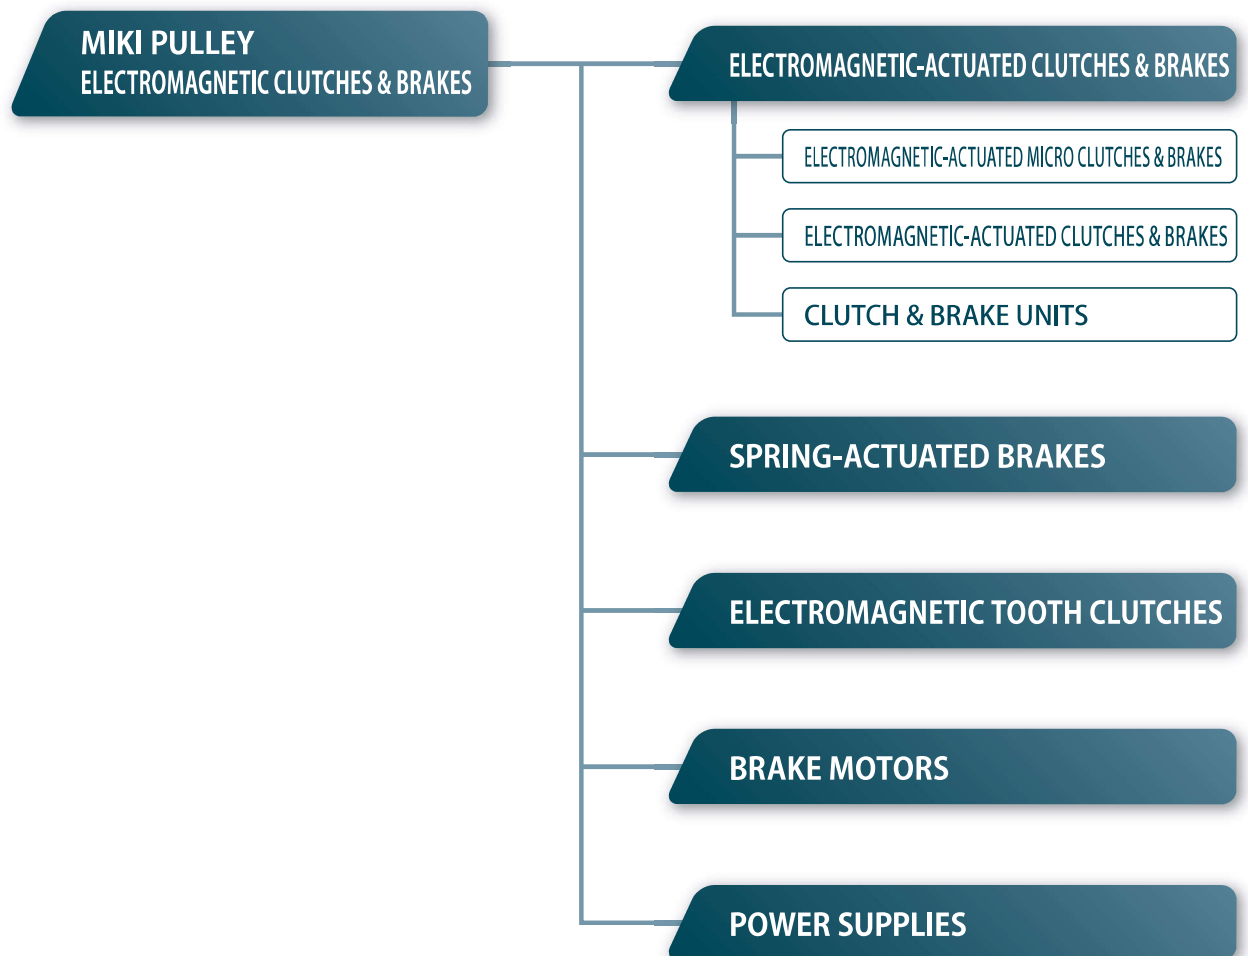 MIKI PULLEY
ELECTROMAGNETIC CLUTCHES & BRAKES
ELECTROMAGNETIC-ACTUATED CLUTCHES & BRAKES
ELECTROMAGNETIC-ACTUATED MICRO CLUTCHES & BRAKES
ELECTROMAGNETIC-ACTUATED CLUTCHES & BRAKES
CLUTCH & BRAKE UNITS
SPRING-ACTUATED BRAKES
ELECTROMAGNETIC TOOTH CLUTCHES
BRAKE MOTORS
POWER SUPPLIES